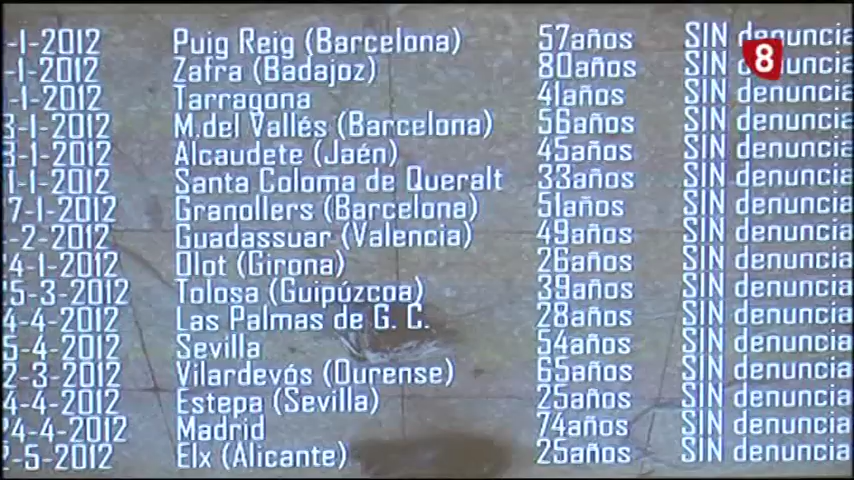 -1-2012 Puig Reig (Barcelona) 57años SIN denuncia
-1-2012 Zafra (Badajoz) 80años SIN denuncia
-1-2012 Tarragona 41años SIN denuncia
3-1-2012 M.del Vallés (Barcelona) 56años SIN denuncia
3-1-2012 Alcaudete (Jaén) 45años SIN denuncia
1-1-2012 Santa Coloma de Queralt 33años SIN denuncia
7-1-2012 Granollers (Barcelona) 51años SIN denuncia
-2-2012 Guadassuar (Valencia) 49años SIN denuncia
4-1-2012 Olot (Girona) 26años SIN denuncia
5-3-2012 Tolosa (Guipúzcoa) 39años SIN denuncia
4-4-2012 Las Palmas de G. C. 28años SIN denuncia
5-4-2012 Sevilla 54años SIN denuncia
2-3-2012 Vilardevós (Ourense) 65años SIN denuncia
4-4-2012 Estepa (Sevilla) 25años SIN denuncia
4-4-2012 Madrid 74años SIN denuncia
-5-2012 Elx (Alicante) 25años SIN denuncia
8